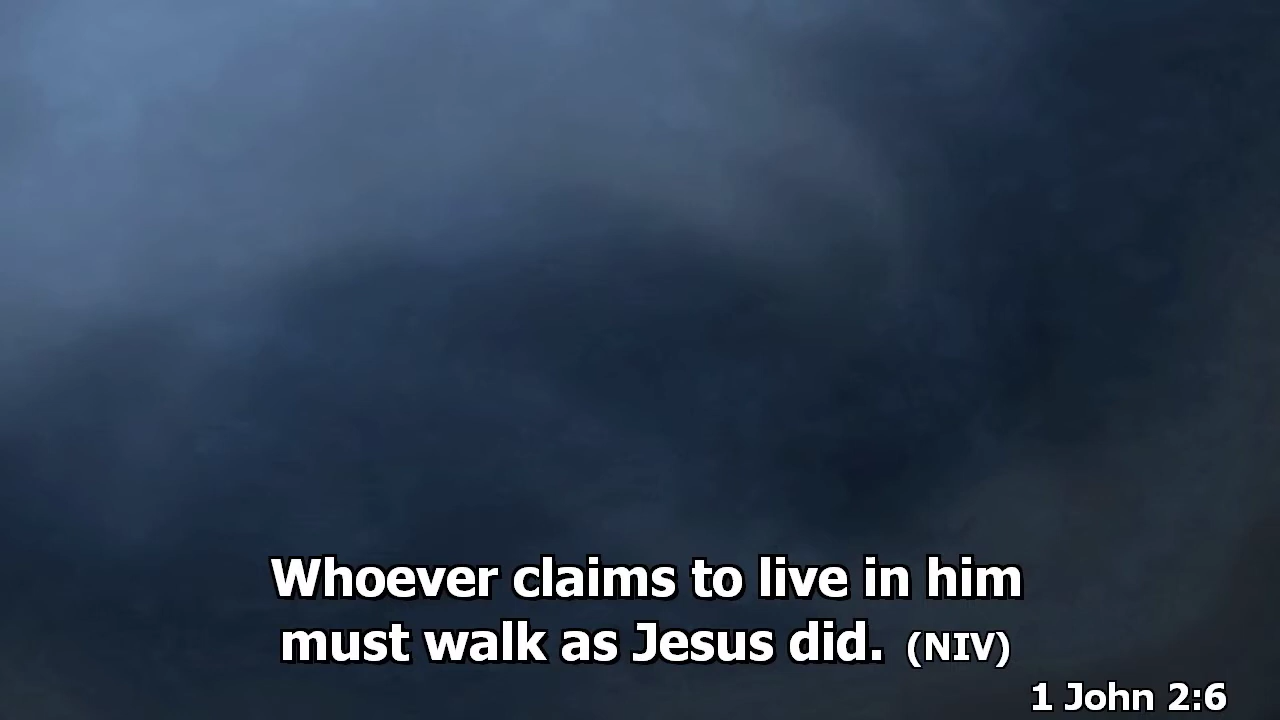 Whoever claims to live in him
must walk as Jesus did. (NIV)
1 John 2:6